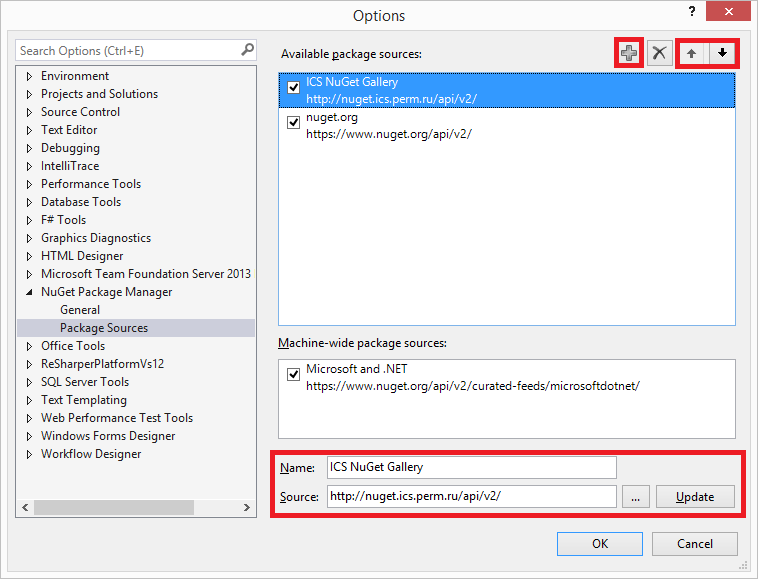 Options
?
Search Options (Ctrl+E)
Environment
Projects and Solutions
Source Control
Text Editor
Debugging
IntelliTrace
Performance Tools
Database Tools
F# Tools
Graphics Diagnostics
HTML Designer
Microsoft Team Foundation Server 2013
NuGet Package Manager
General
Package Sources
Office Tools
ReSharperPlatformVs12
SQL Server Tools
Text Templating
Web Performance Test Tools
Windows Forms Designer
Workflow Designer
Available package sources:
ICS NuGet Gallery
http://nuget.ics.perm.ru/api/v2/
nuget.org
https://www.nuget.org/api/v2/
Machine-wide package sources:
Microsoft and .NET
https://www.nuget.org/api/v2/curated-feeds/microsoftdotnet/
Name: ICS NuGet Gallery
Source: http://nuget.ics.perm.ru/api/v2/ ... Update
OK Cancel